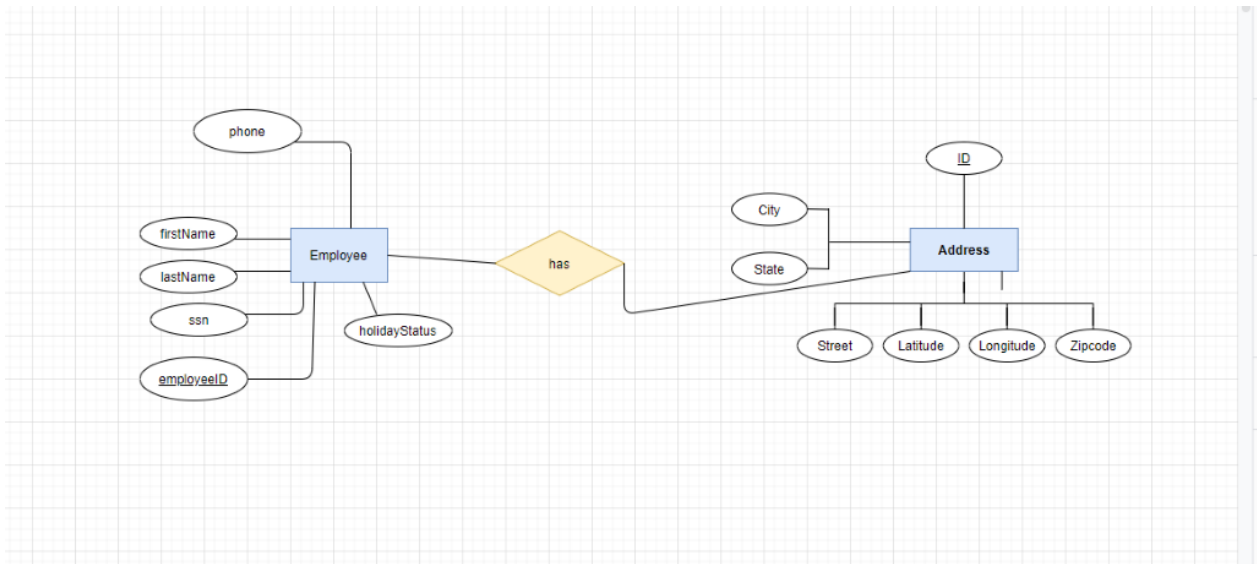 phone
firstName
lastName
ssn
employeeID
Employee
holidayStatus
has
ID
City
State
Address
Street
Latitude
Longitude
Zipcode